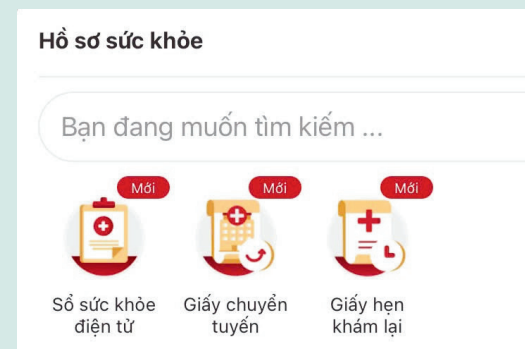 Hồ sơ sức khỏe
Bạn đang muốn tìm kiếm ...
Mới
Mới
Mới
Sổ sức khỏe
điện tử
Giấy chuyển
tuyến
Giấy hẹn
khám lại